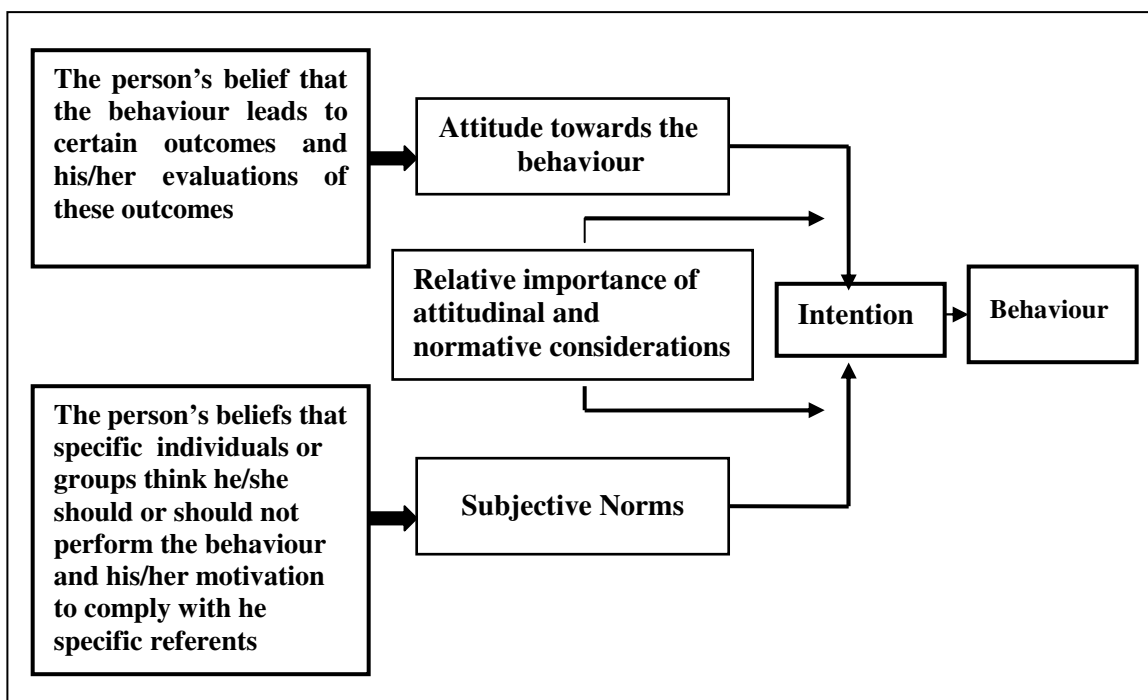 The person’s belief that
the behaviour leads to
certain outcomes and
his/her evaluations of
these outcomes
Attitude towards the
behaviour
Relative importance of
attitudinal and
normative considerations
Intention
Behaviour
The person’s beliefs that
specific individuals or
groups think he/she
should or should not
perform the behaviour
and his/her motivation
to comply with he
specific referents
Subjective Norms